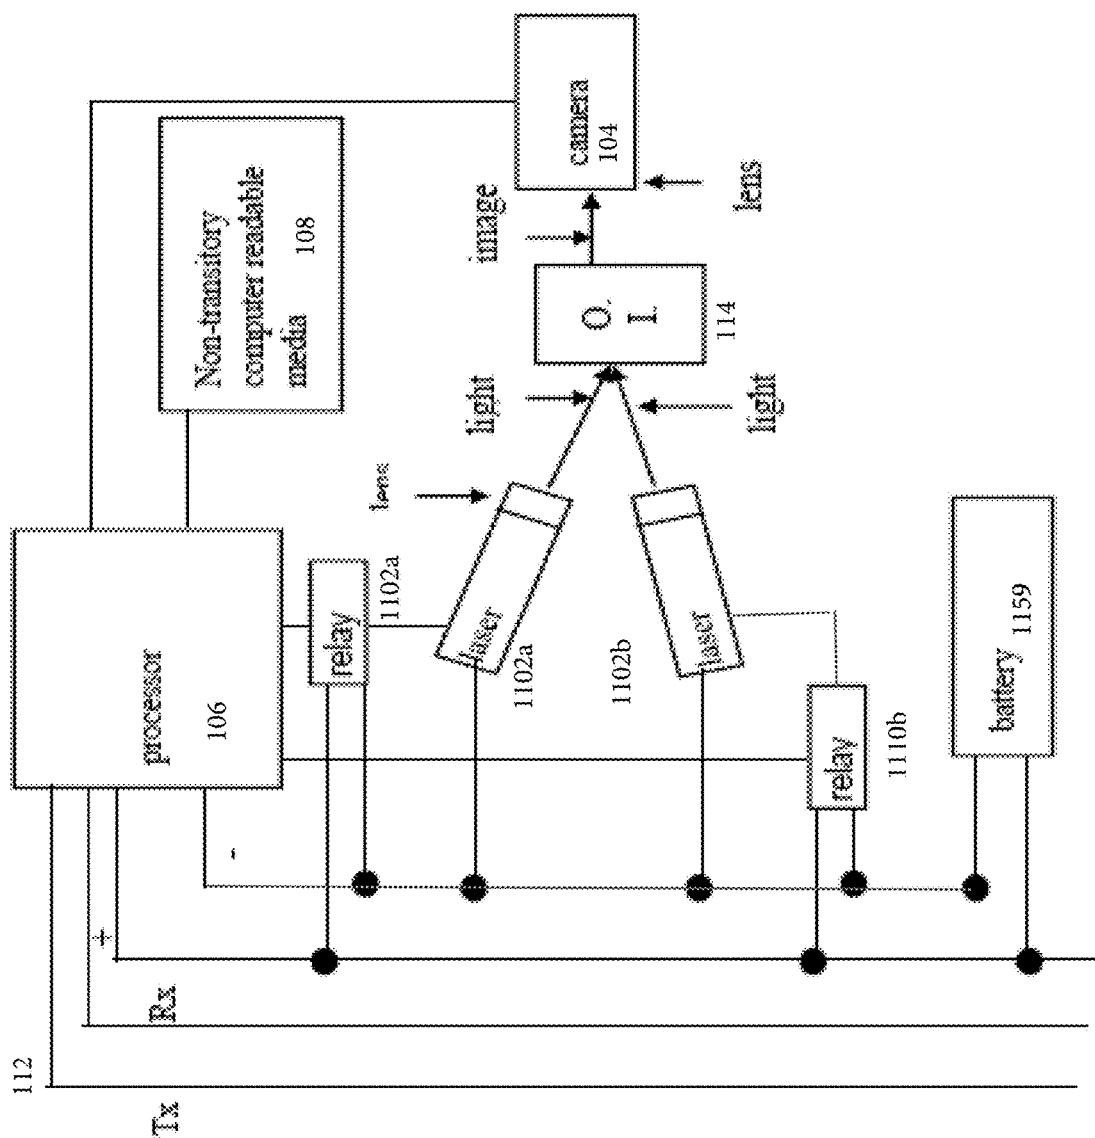 112
Tx
Rx
+
-
processor
106
Non-transitory
computer readable
media 108
relay
1102a
lens
laser
1102a
light
image
camera
104
O.
I.
114
lens
light
1102b
laser
relay
1110b
battery 1159